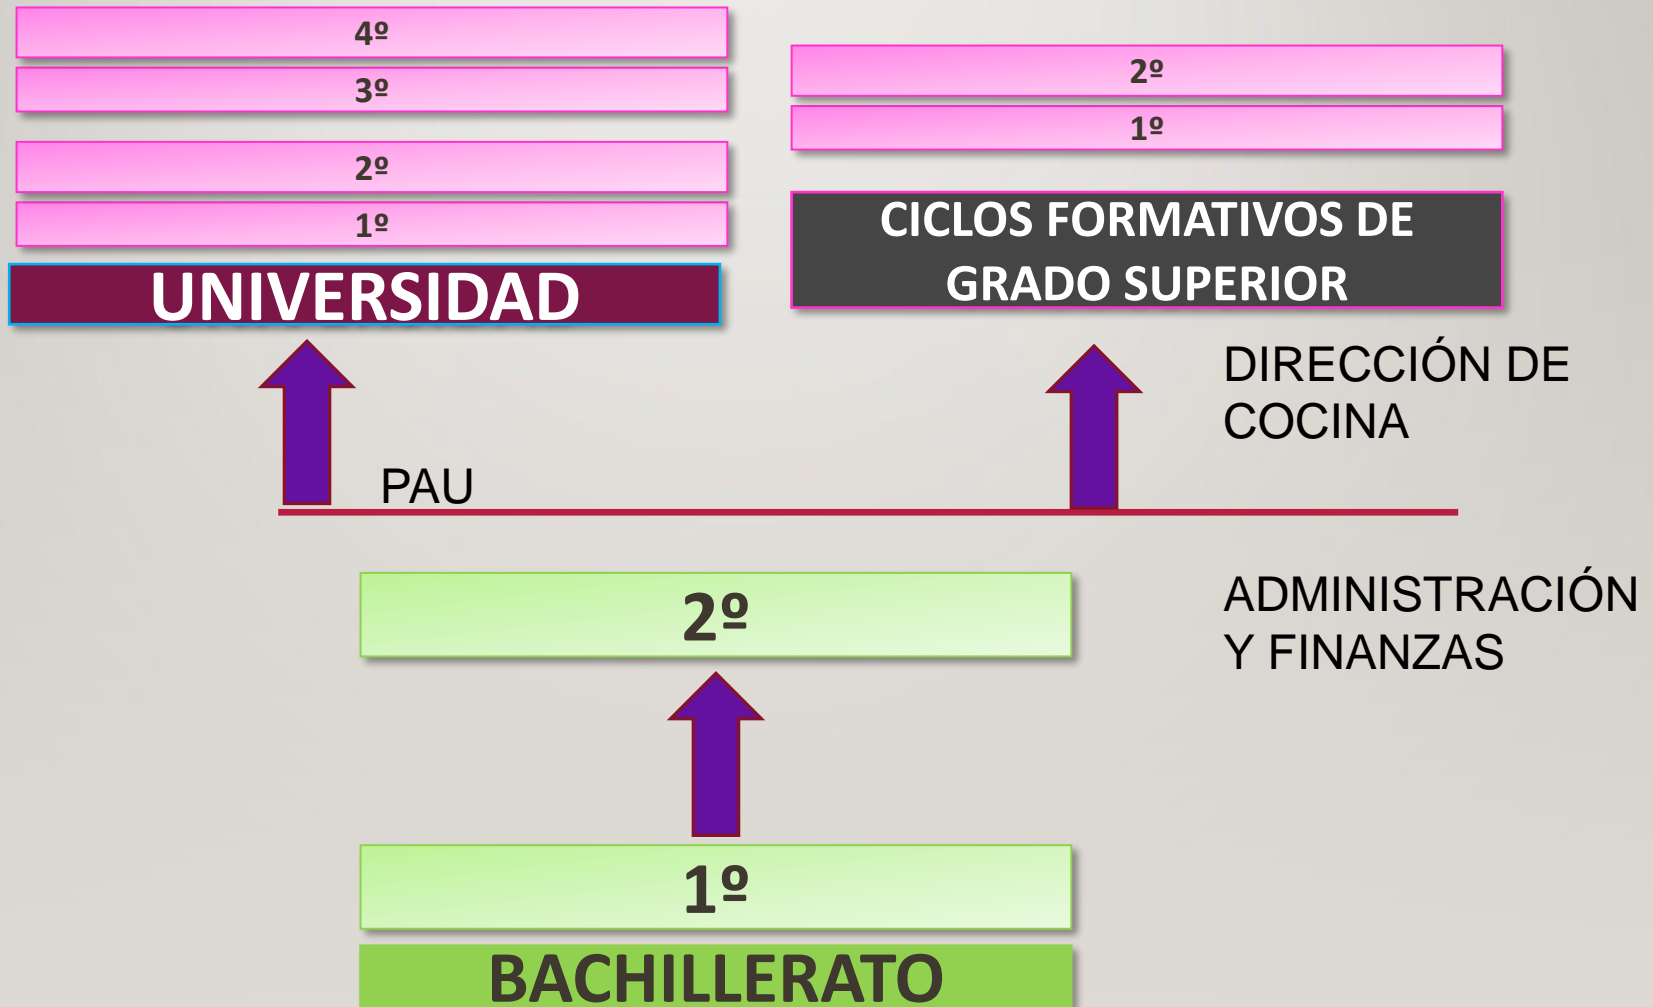 4º
3º
2º
1º
UNIVERSIDAD
2º
1º
CICLOS FORMATIVOS DE
GRADO SUPERIOR
DIRECCIÓN DE
COCINA
PAU
ADMINISTRACIÓN
Y FINANZAS
2º
1º
BACHILLERATO